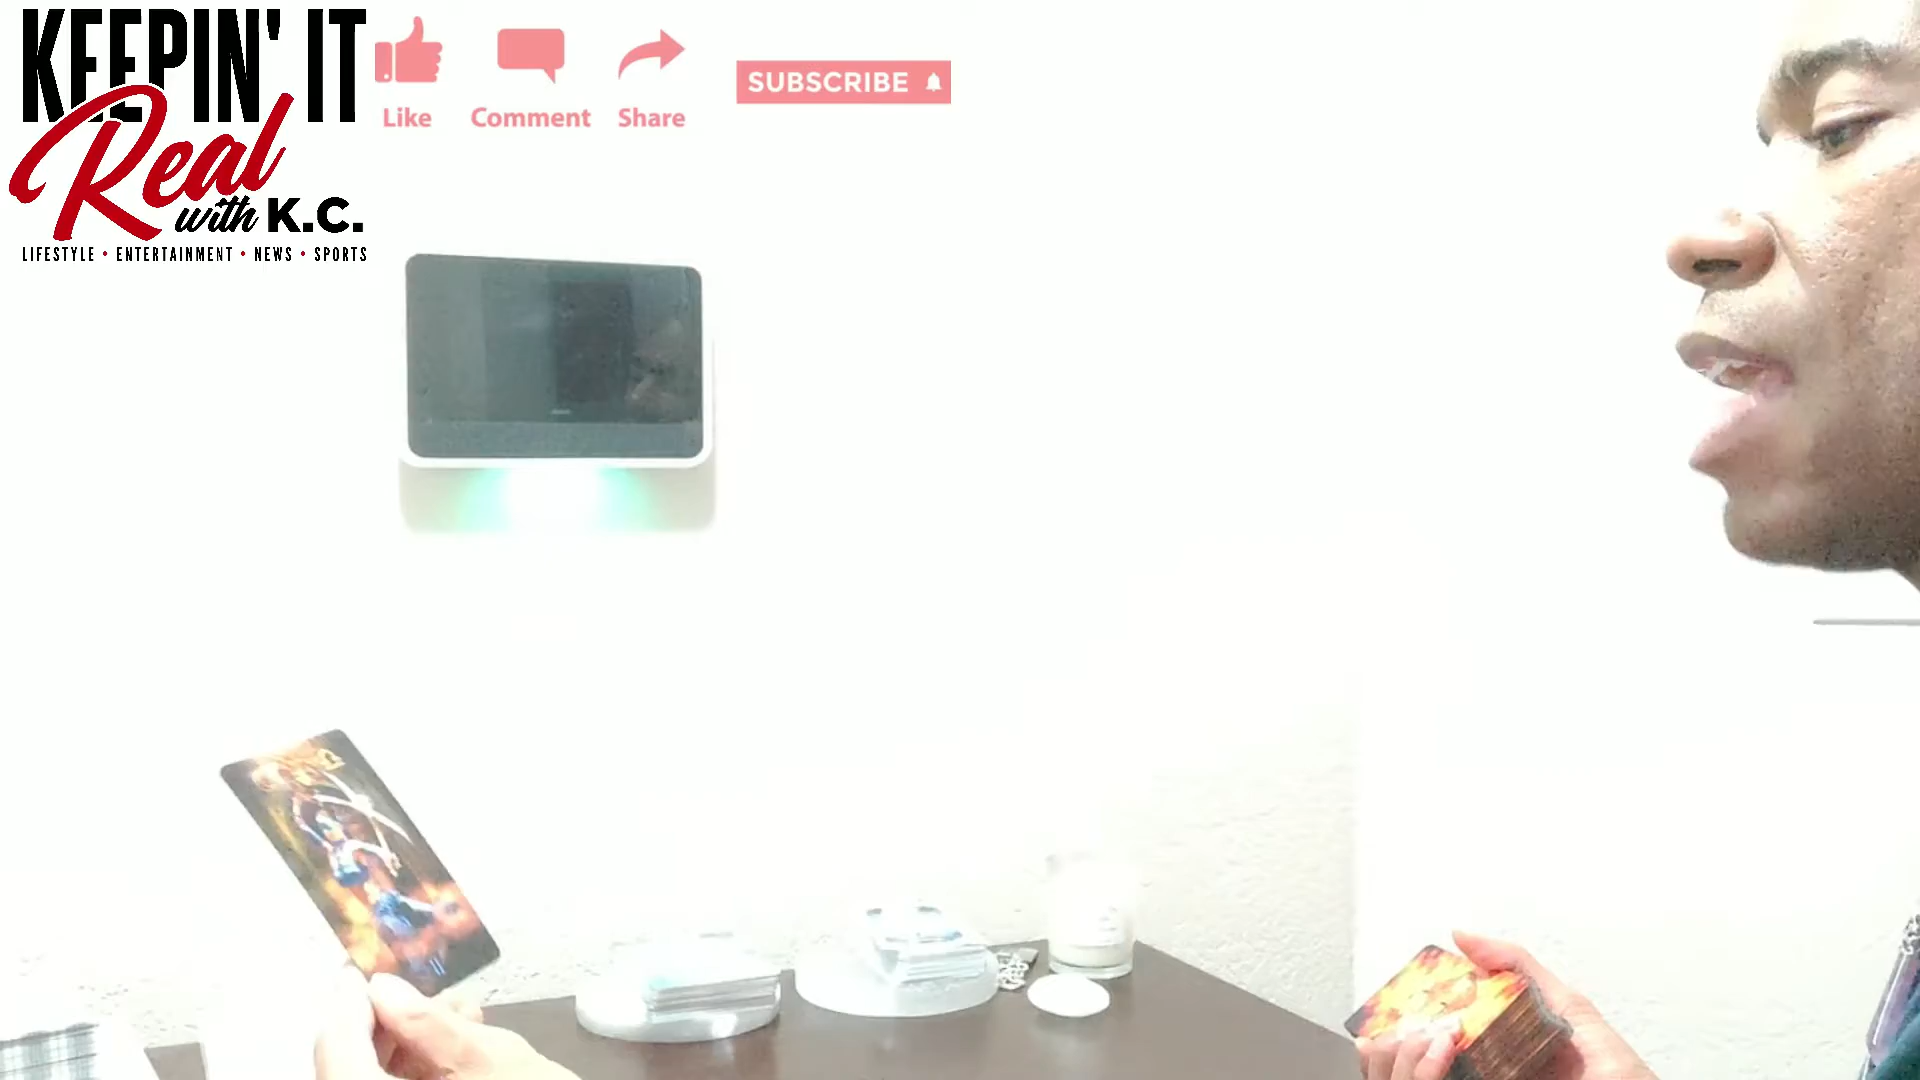 KEEPIN' IT
Real
with K.C.
LIFESTYLE • ENTERTAINMENT • NEWS • SPORTS
Like
Comment
Share
SUBSCRIBE